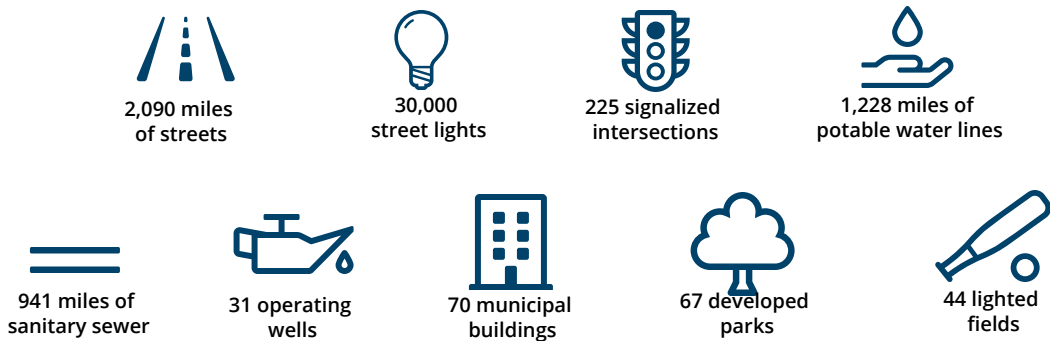 2,090 miles
of streets
30,000
street lights
225 signalized
intersections
1,228 miles of
potable water lines
941 miles of
sanitary sewer
31 operating
wells
70 municipal
buildings
67 developed
parks
44 lighted
fields